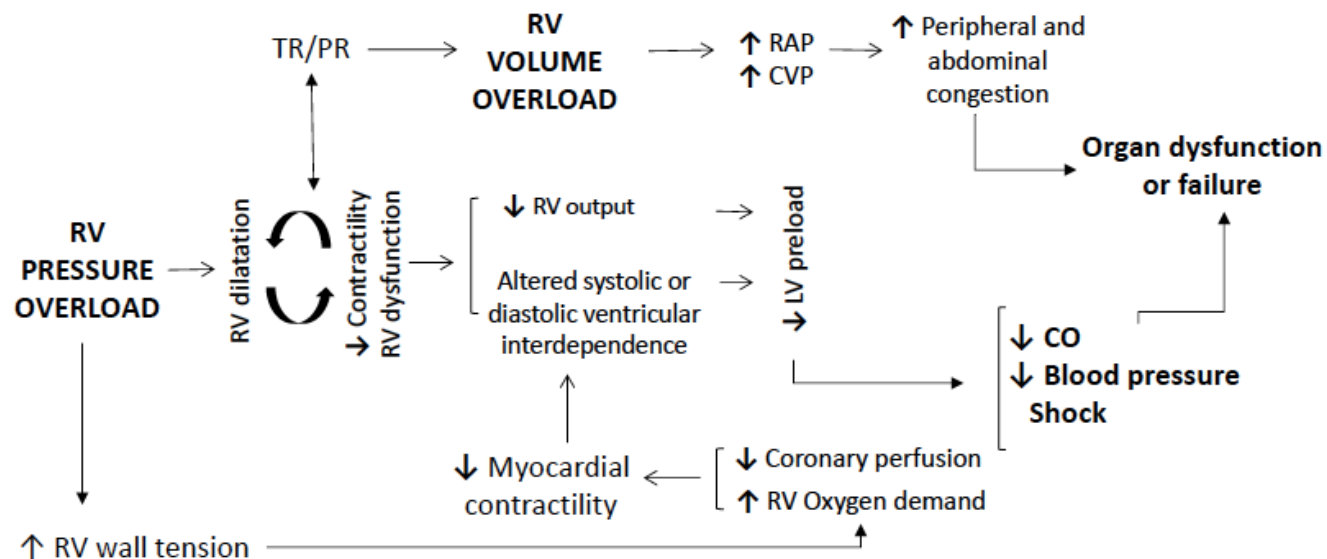 TR/PR
RV
VOLUME
OVERLOAD
↑ RAP
↑ CVP
↑ Peripheral and
abdominal
congestion
Organ dysfunction
or failure
RV
PRESSURE
OVERLOAD
RV dilatation
↓ Contractility
RV dysfunction
↓ RV output
Altered systolic or
diastolic ventricular
interdependence
↓ LV preload
↓ CO
↓ Blood pressure
Shock
↓ Myocardial
contractility
↓ Coronary perfusion
↑ RV Oxygen demand
↑ RV wall tension